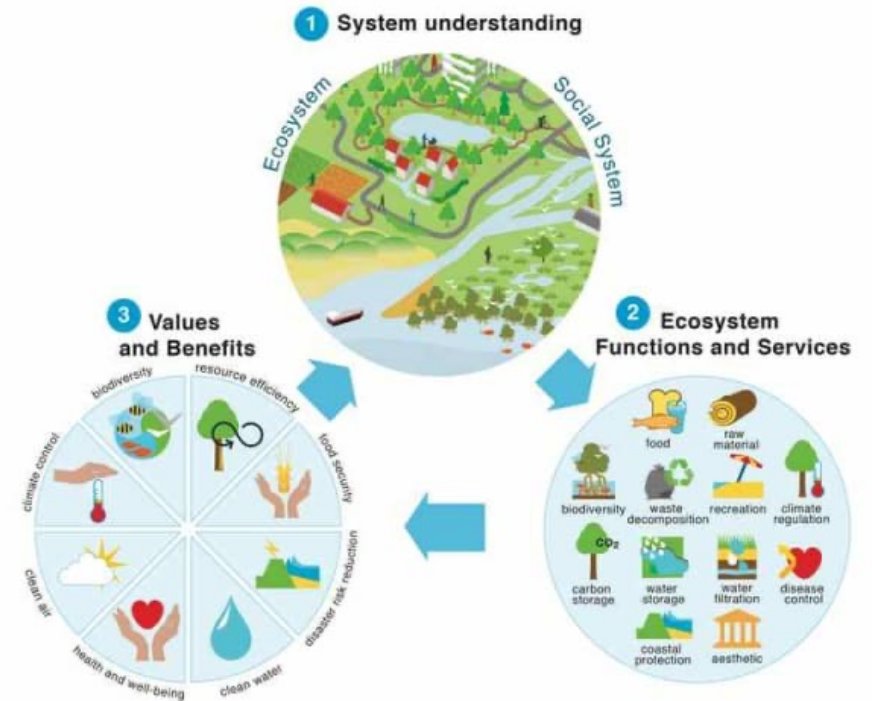 1 System understanding
Ecosystem
Social System
2 Ecosystem
Functions and Services
food
raw
material
biodiversity
waste
decomposition
recreation
climate
regulation
CO₂
carbon
storage
water
storage
water
filtration
disease
control
coastal
protection
aesthetic
3 Values
and Benefits
biodiversity
resource efficiency
food security
disaster risk reduction
clean water
health and well-being
clean air
climate control